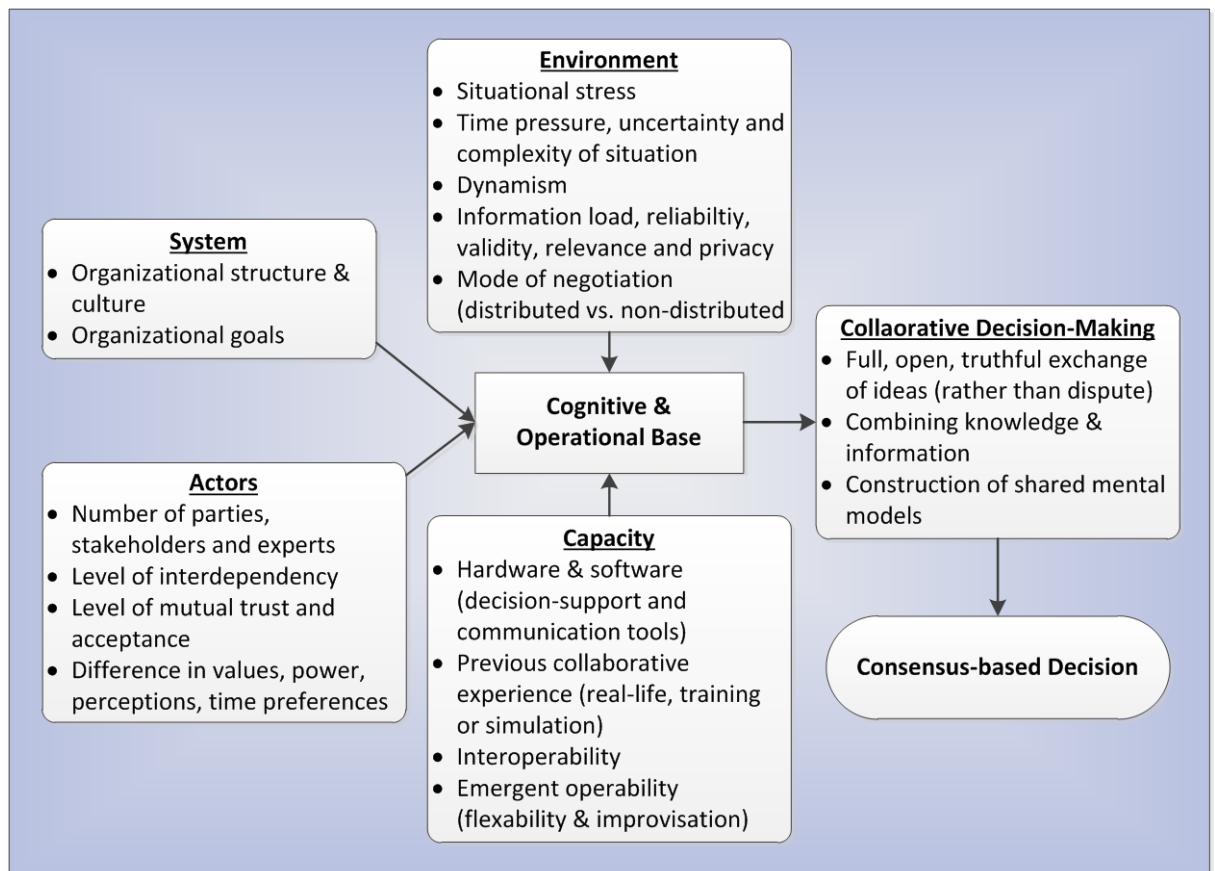 Environment
• Situational stress
• Time pressure, uncertainty and
complexity of situation
• Dynamism
• Information load, reliabiltiy,
validity, relevance and privacy
• Mode of negotiation
(distributed vs. non-distributed
System
• Organizational structure &
culture
• Organizational goals
Actors
• Number of parties,
stakeholders and experts
• Level of interdependency
• Level of mutual trust and
acceptance
• Difference in values, power,
perceptions, time preferences
Cognitive &
Operational Base
Capacity
• Hardware & software
(decision-support and
communication tools)
• Previous collaborative
experience (real-life, training
or simulation)
• Interoperability
• Emergent operability
(flexability & improvisation)
Collaorative Decision-Making
• Full, open, truthful exchange
of ideas (rather than dispute)
• Combining knowledge &
information
• Construction of shared mental
models
Consensus-based Decision